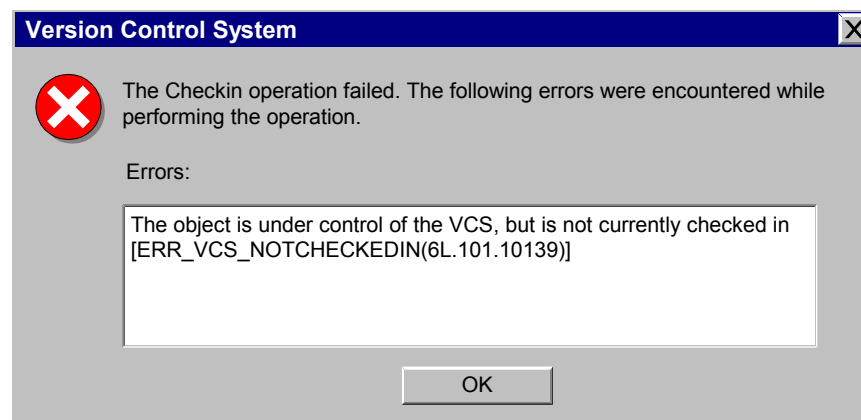 Version Control System
X
The Checkin operation failed. The following errors were encountered while
performing the operation.
Errors:
The object is under control of the VCS, but is not currently checked in
[ERR_VCS_NOTCHECKEDIN(6L.101.10139)]
OK